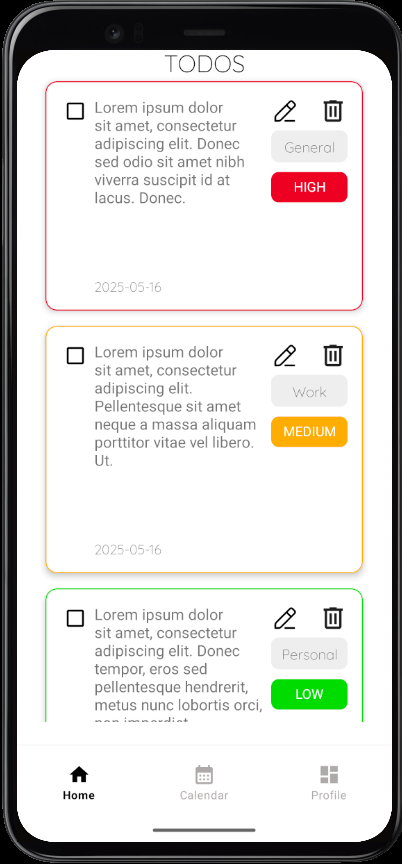 TODOS
Lorem ipsum dolor
sit amet, consectetur
adipiscing elit. Donec
sed odio sit amet nibh
viverra suscipit id at
lacus. Donec.
General
HIGH
2025-05-16
Lorem ipsum dolor
sit amet, consectetur
adipiscing elit.
Pellentesque sit amet
neque a massa aliquam
porttitor vitae vel libero.
Ut.
Work
MEDIUM
2025-05-16
Lorem ipsum dolor
sit amet, consectetur
adipiscing elit. Donec
tempor, eros sed
pellentesque hendrerit,
metus nunc lobortis orci,
Personal
LOW
Home
Calendar
Profile